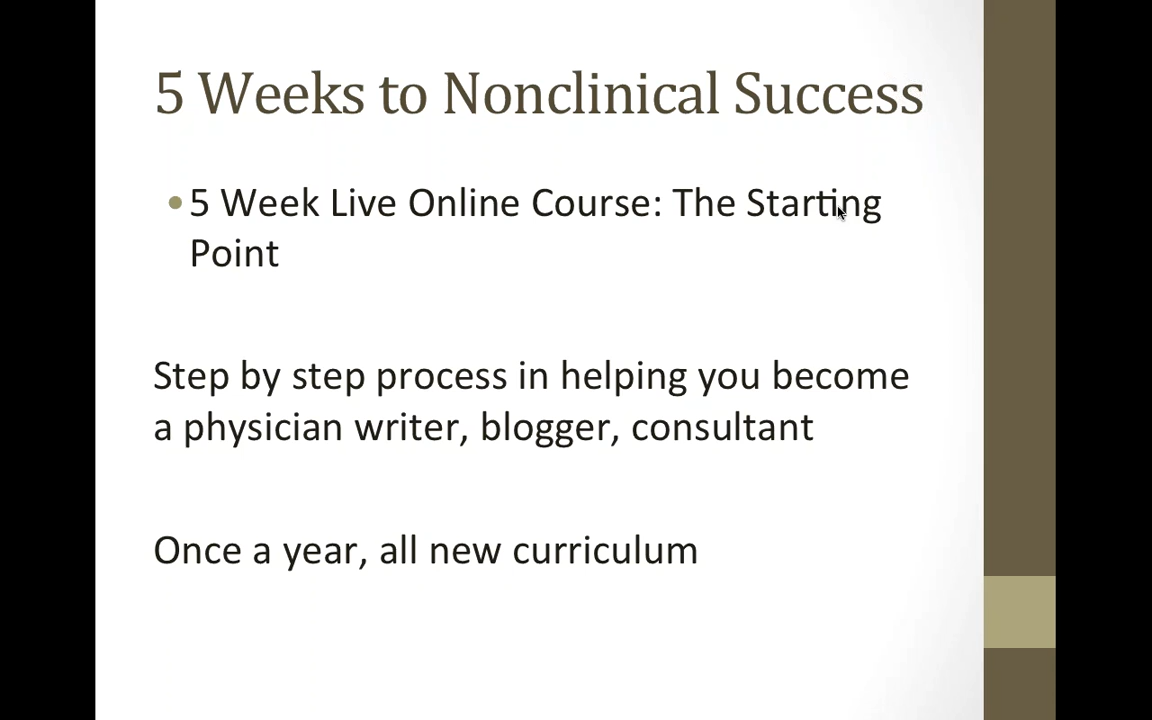 5 Weeks to Nonclinical Success
•5 Week Live Online Course: The Starting
Point
Step by step process in helping you become
a physician writer, blogger, consultant
Once a year, all new curriculum